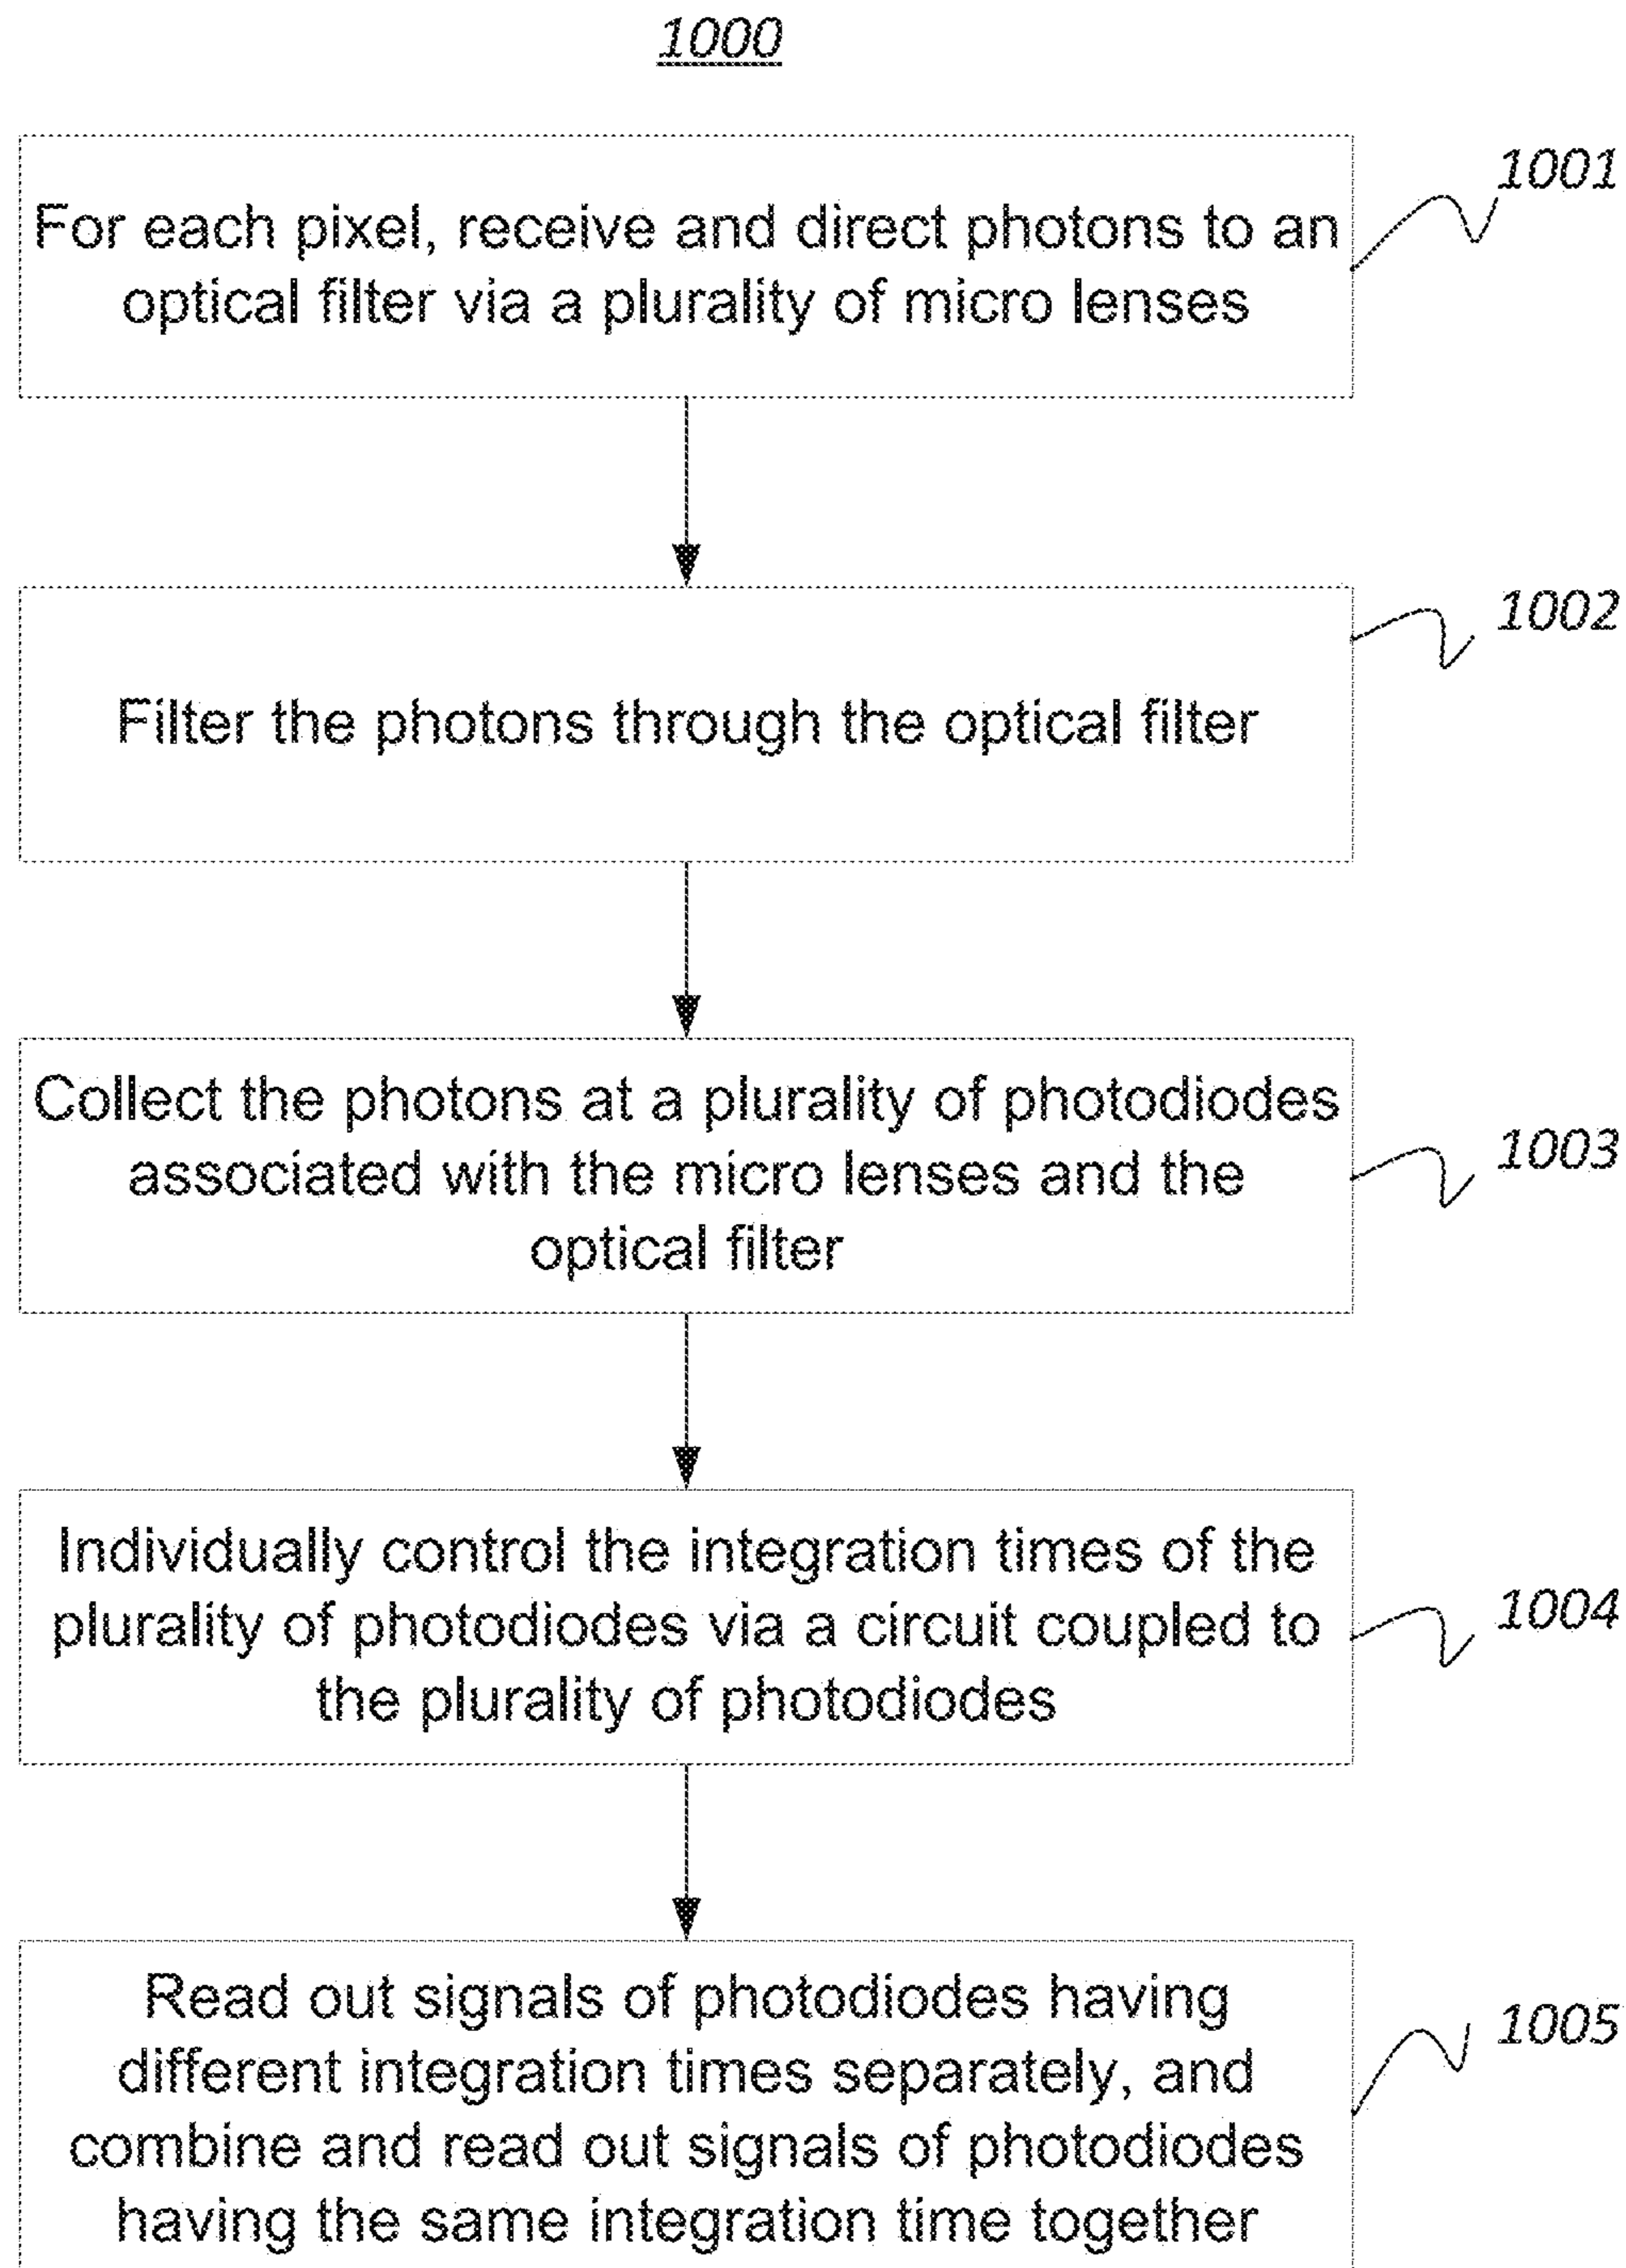 1000
For each pixel, receive and direct photons to an
optical filter via a plurality of micro lenses
1001
Filter the photons through the optical filter
1002
Collect the photons at a plurality of photodiodes
associated with the micro lenses and the
optical filter
1003
Individually control the integration times of the
plurality of photodiodes via a circuit coupled to
the plurality of photodiodes
1004
Read out signals of photodiodes having
different integration times separately, and
combine and read out signals of photodiodes
having the same integration time together
1005